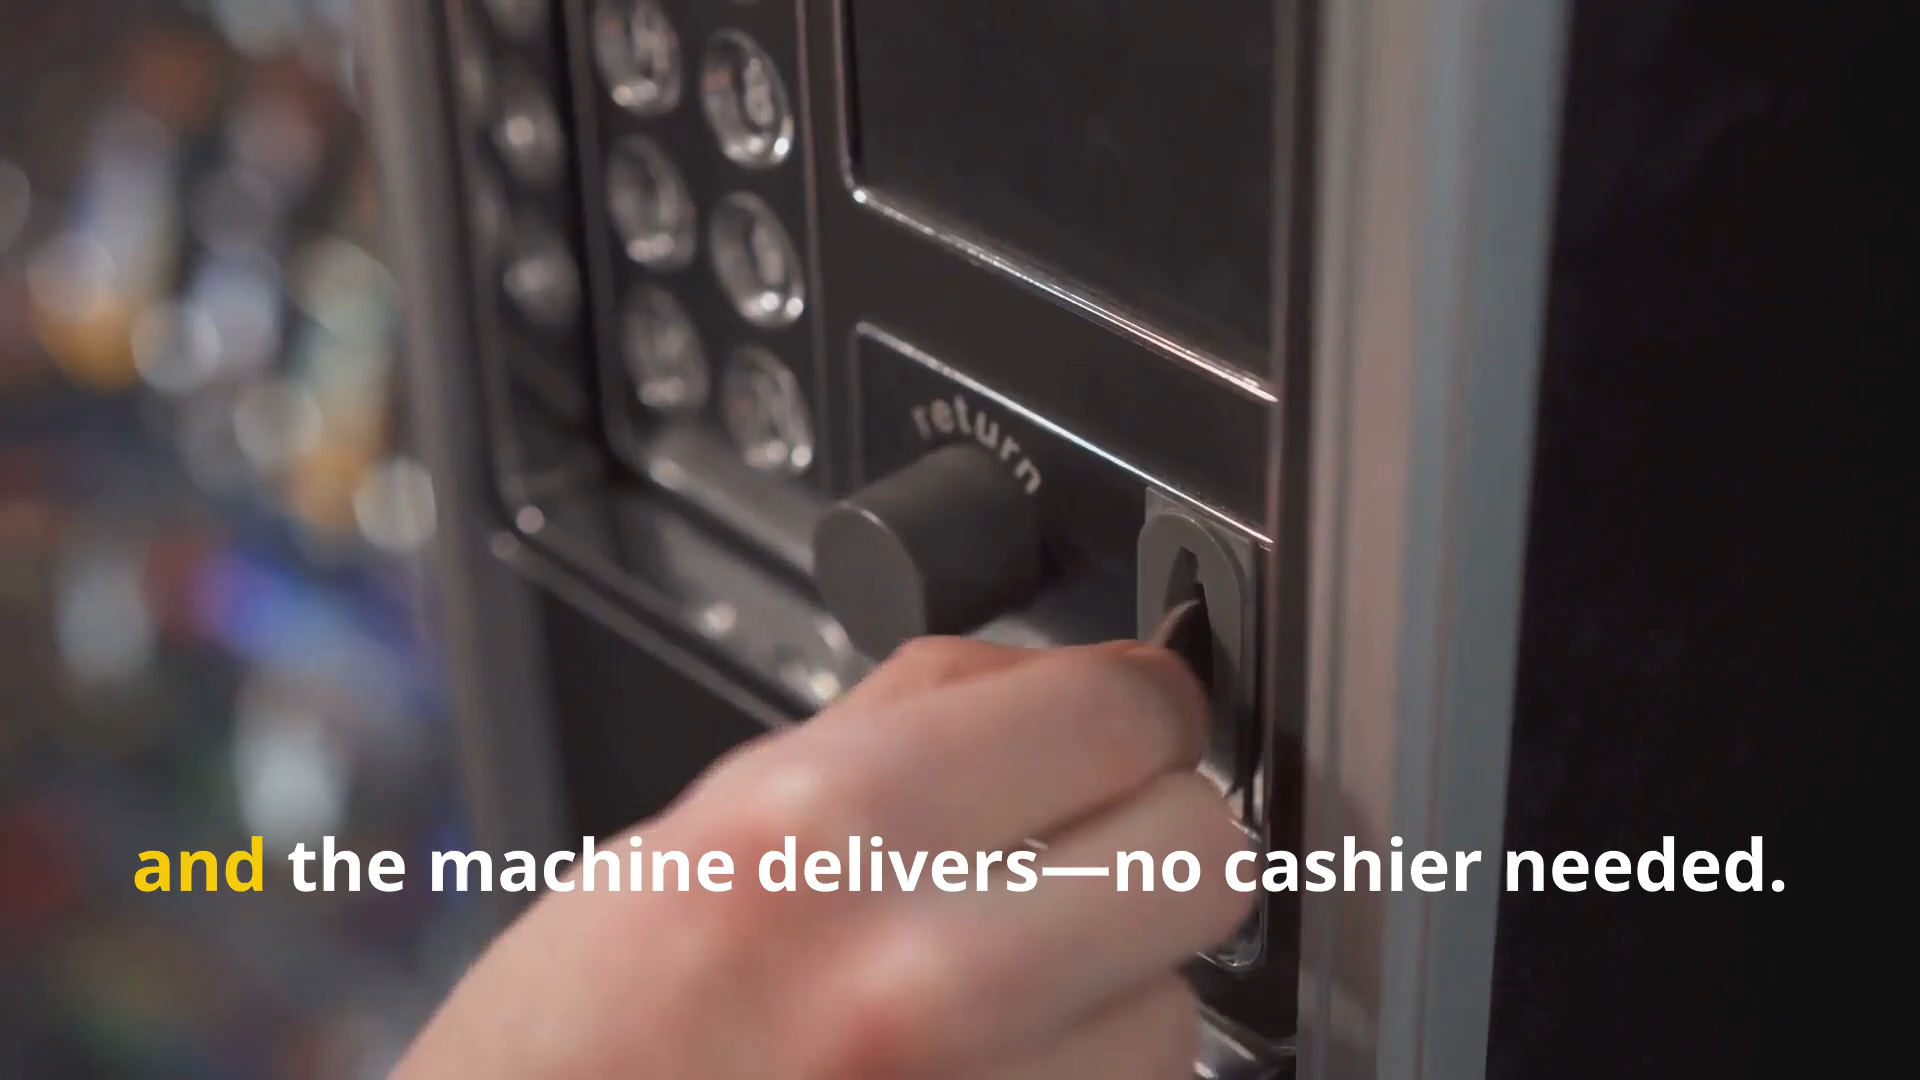 return
and the machine delivers—no cashier needed.